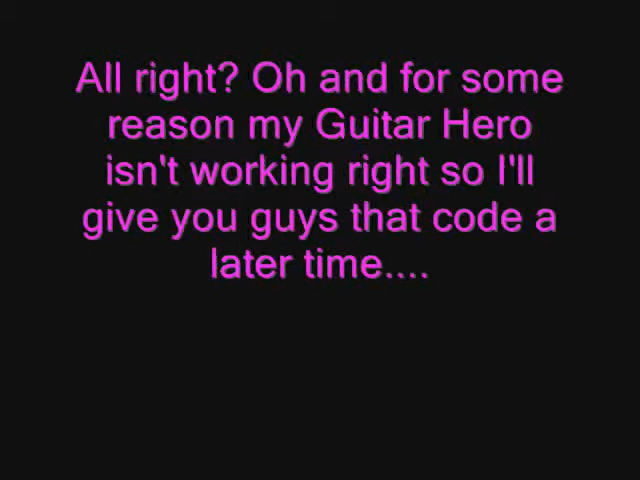 All right? Oh and for some
reason my Guitar Hero
isn't working right so I'll
give you guys that code a
later time....